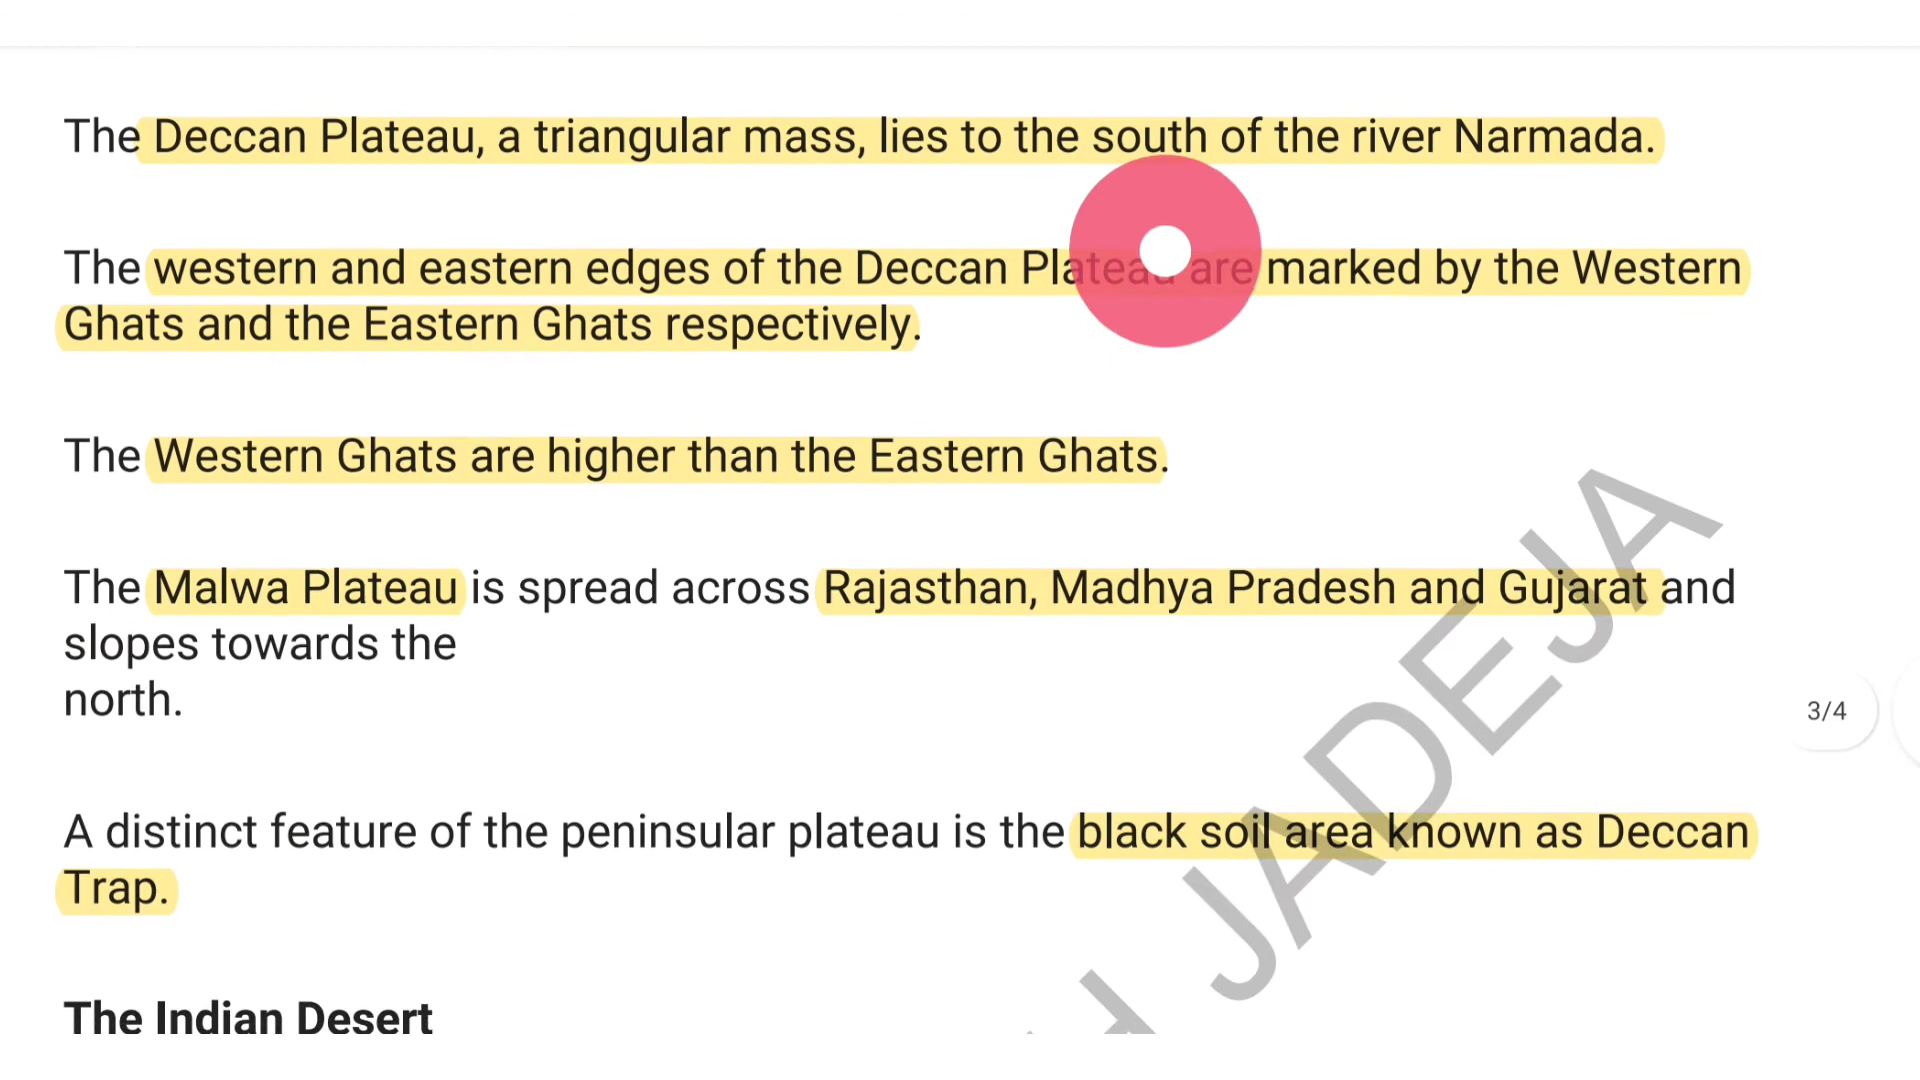 The Deccan Plateau, a triangular mass, lies to the south of the river Narmada.
The western and eastern edges of the Deccan Plateau are marked by the Western
Ghats and the Eastern Ghats respectively.
The Western Ghats are higher than the Eastern Ghats.
The Malwa Plateau is spread across Rajasthan, Madhya Pradesh and Gujarat and
slopes towards the
north.
3/4
A distinct feature of the peninsular plateau is the black soil area known as Deccan
Trap.
The Indian Desert
JADEJA